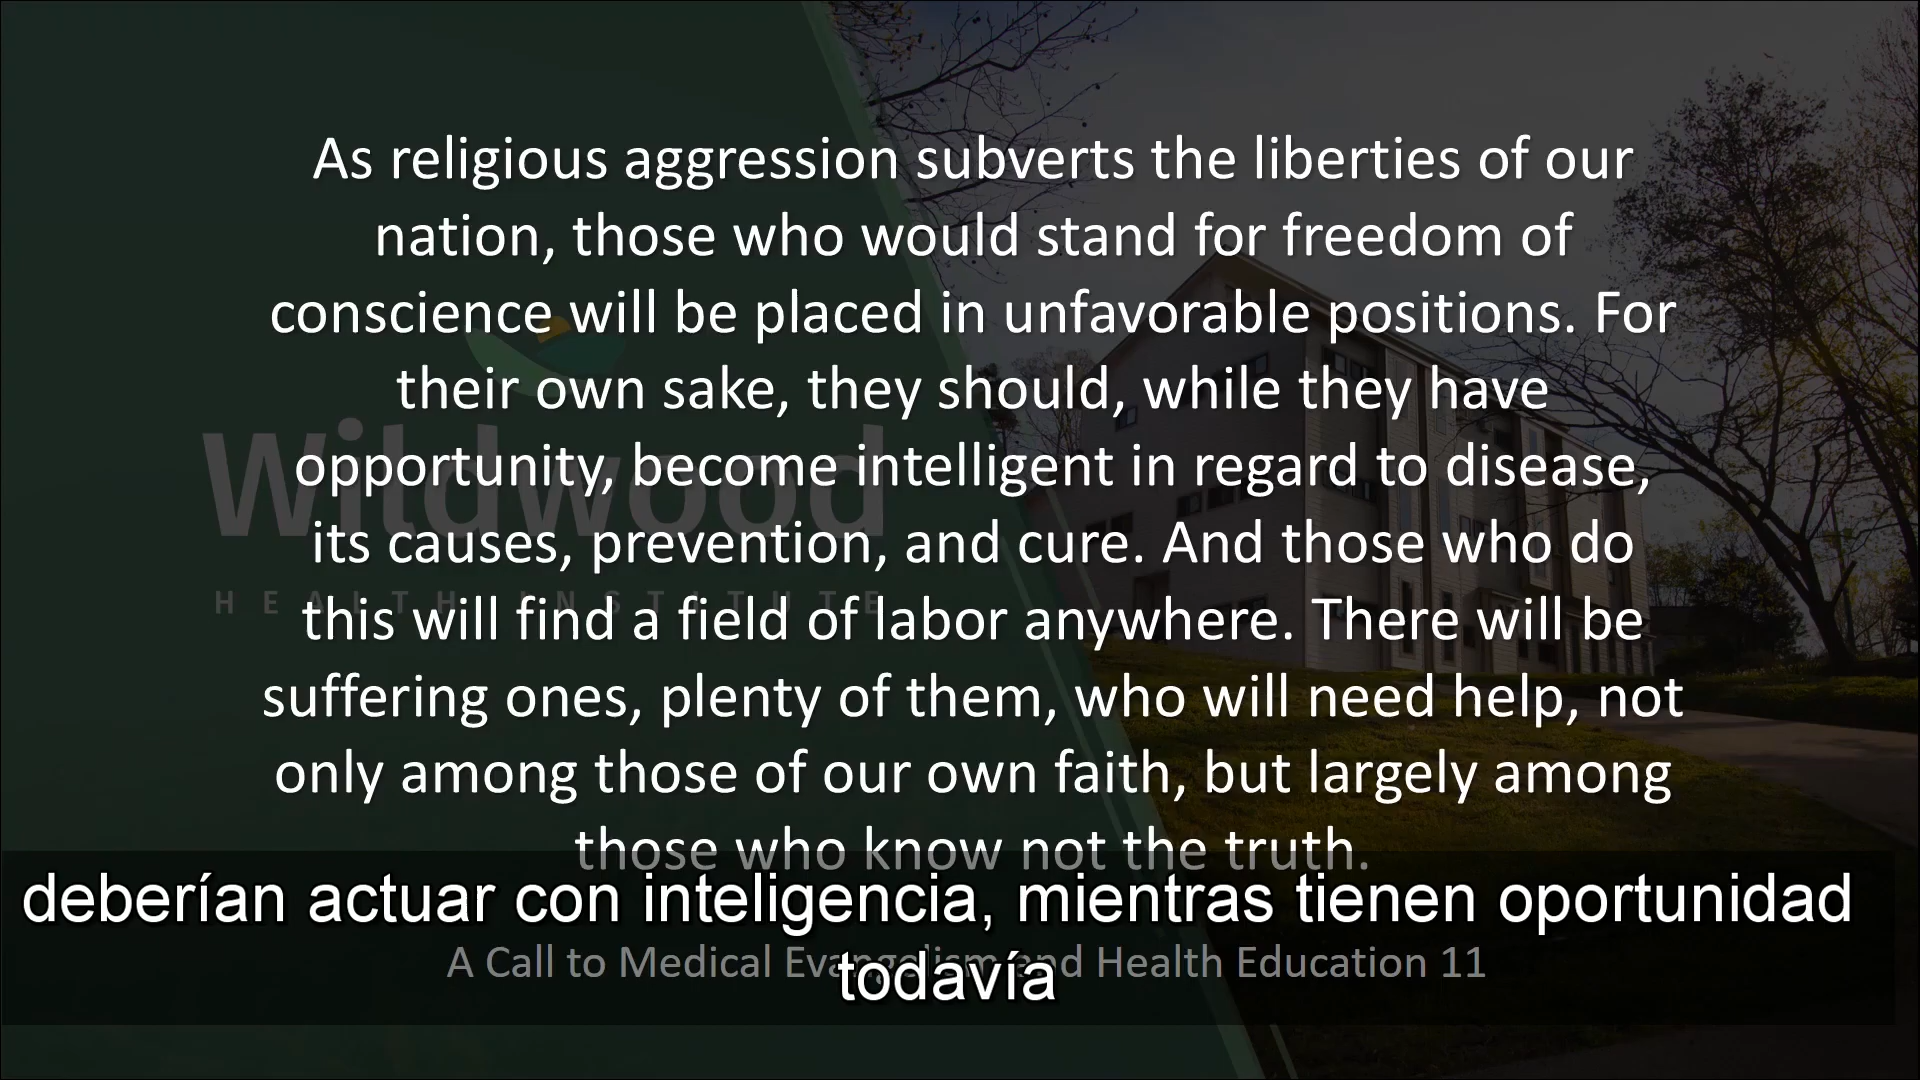 As religious aggression subverts the liberties of our
nation, those who would stand for freedom of
conscience will be placed in unfavorable positions. For
their own sake, they should, while they have
opportunity, become intelligent in regard to disease,
its causes, prevention, and cure. And those who do
this will find a field of labor anywhere. There will be
suffering ones, plenty of them, who will need help, not
only among those of our own faith, but largely among
those who know not the truth.
A Call to Medical Evangelism and Health Education 11
deberían actuar con inteligencia, mientras tienen oportunidad
todavía
Wildwood
HEALTH INSTITUTE